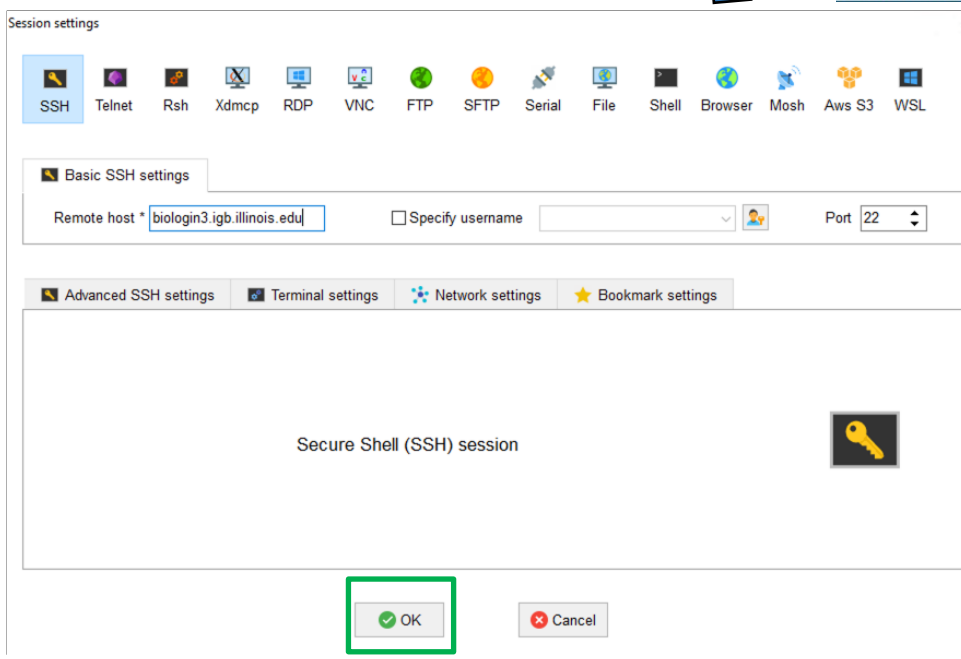 Session settings
SSH Telnet Rsh Xdmcp RDP VNC FTP SFTP Serial File Shell Browser Mosh Aws S3 WSL
Basic SSH settings
Remote host * biologin3.igb.illinois.edu Specify username Port 22
Advanced SSH settings Terminal settings Network settings Bookmark settings
Secure Shell (SSH) session
OK Cancel